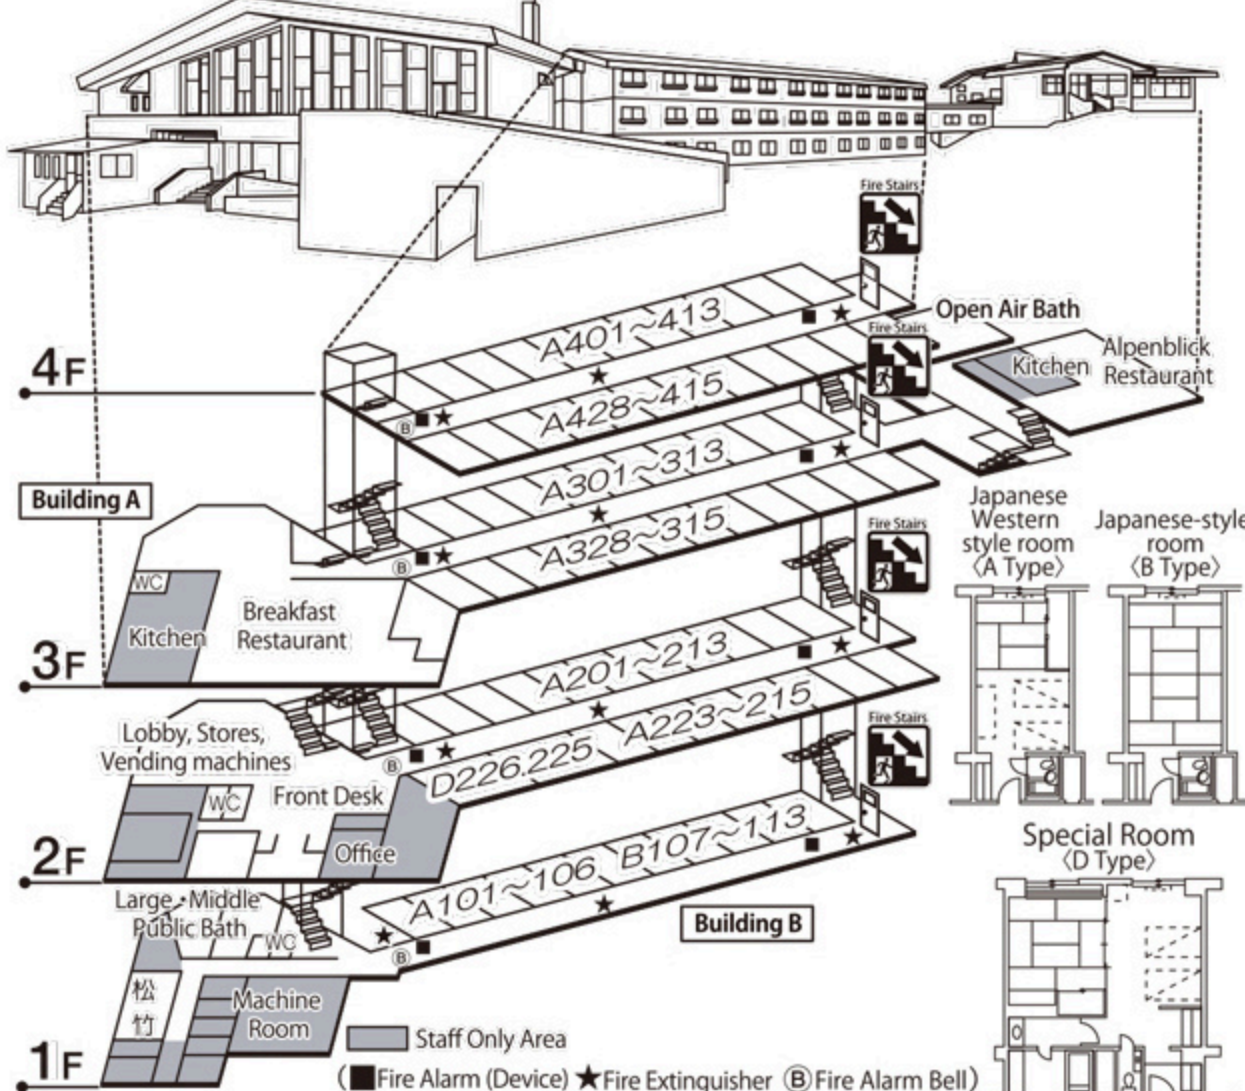 Fire Stairs
A401～413
Open Air Bath
Fire Stairs
4F
Kitchen
Alpenblick
Restaurant
B
A428～415
A301～313
Building A
B
A328～315
Japanese
Western
style room
〈A Type〉
Japanese-style
room
〈B Type〉
Fire Stairs
WC
Kitchen
Breakfast
Restaurant
3F
A201～213
Lobby, Stores,
Vending machines
B
D226.225 A223～215
Fire Stairs
WC
Front Desk
Office
2F
A101～106 B107～113
Special Room
〈D Type〉
Large・Middle
Public Bath
WC
B
Building B
松
竹
Machine
Room
Staff Only Area
1F
(■Fire Alarm (Device) ★Fire Extinguisher ⒷFire Alarm Bell)